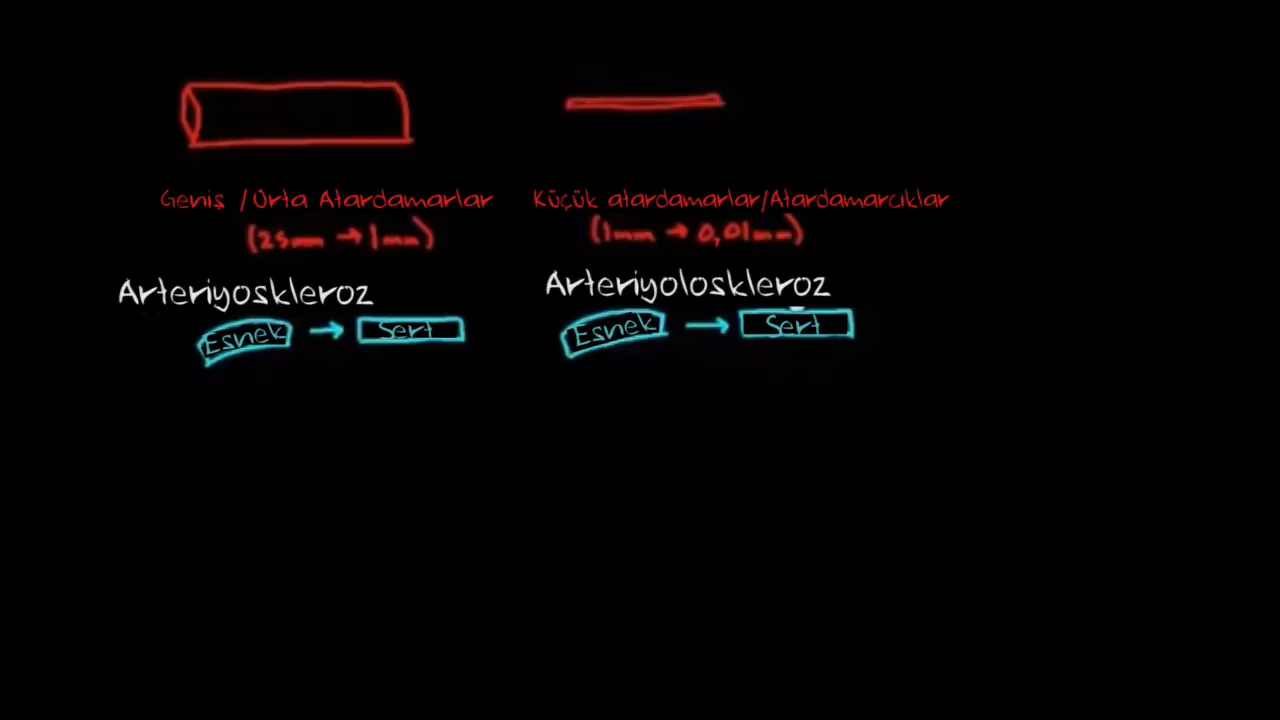 Geniş /Orta Atardamarlar
(25mm → 1mm)
Arteriyoskleroz
Esnek → Sert
Küçük atardamarlar/Atardamarcıklar
(1mm → 0,01mm)
Arteriyoloskleroz
Esnek → Sert